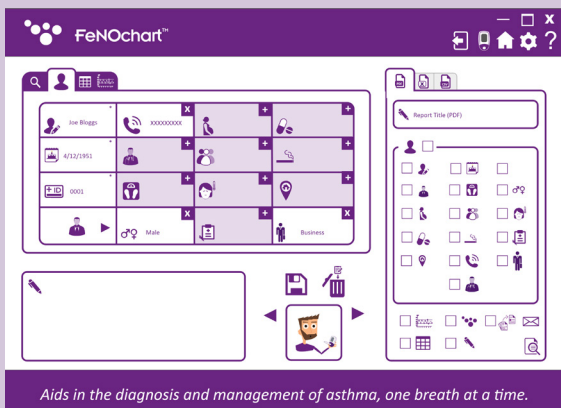 FeNOchart™
Report Title (PDF)
Joe Bloggs
XXXXXXXXX
4/12/1951
+ ID
0001
Male
Business
Aids in the diagnosis and management of asthma, one breath at a time.